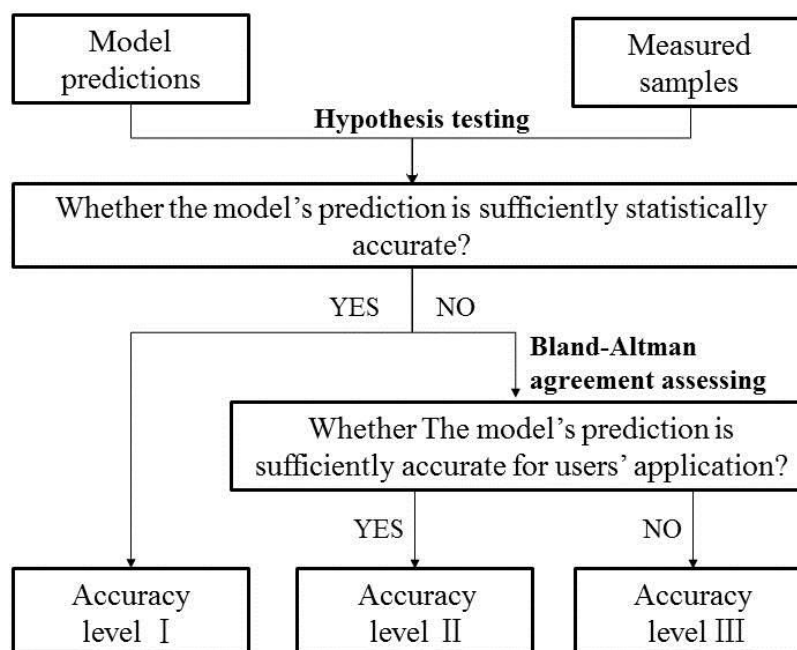 Model
predictions
Measured
samples
Hypothesis testing
Whether the model's prediction is sufficiently statistically
accurate?
YES
NO
Bland-Altman
agreement assessing
Whether The model's prediction is
sufficiently accurate for users' application?
YES
NO
Accuracy
level Ⅰ
Accuracy
level Ⅱ
Accuracy
level Ⅲ